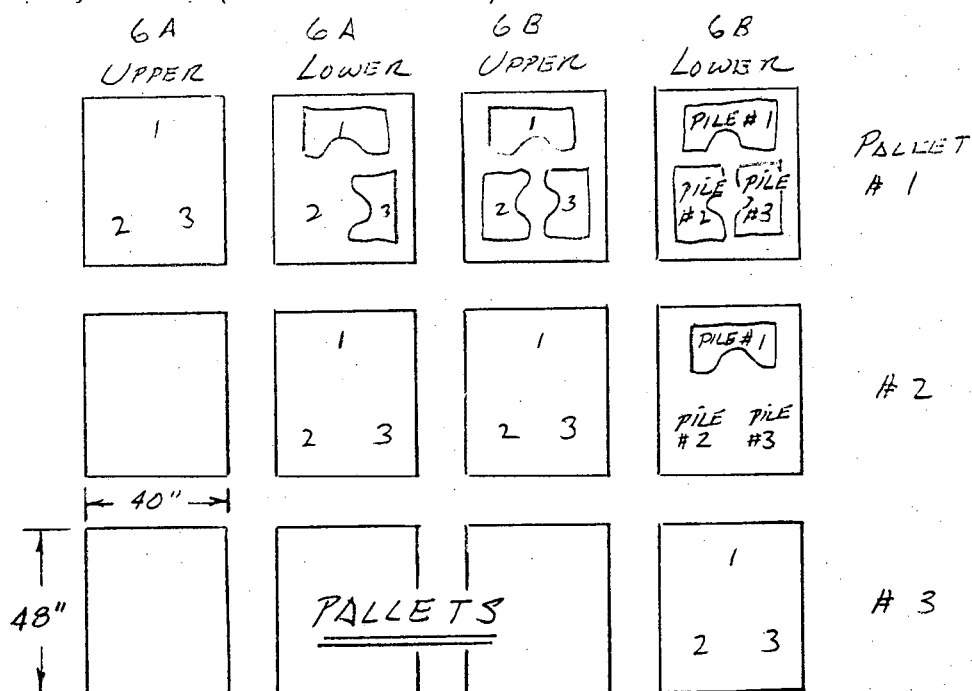 6A 6A 6B 6B
UPPER LOWER UPPER LOWER
1 1 1 PILE #1
PALLET
# 1
2 3 2 3 2 3 PILE #2 PILE #3
1 1 PILE #1
# 2
2 3 2 3 PILE #2 PILE #3
40"
1
48" PALLETS # 3
2 3